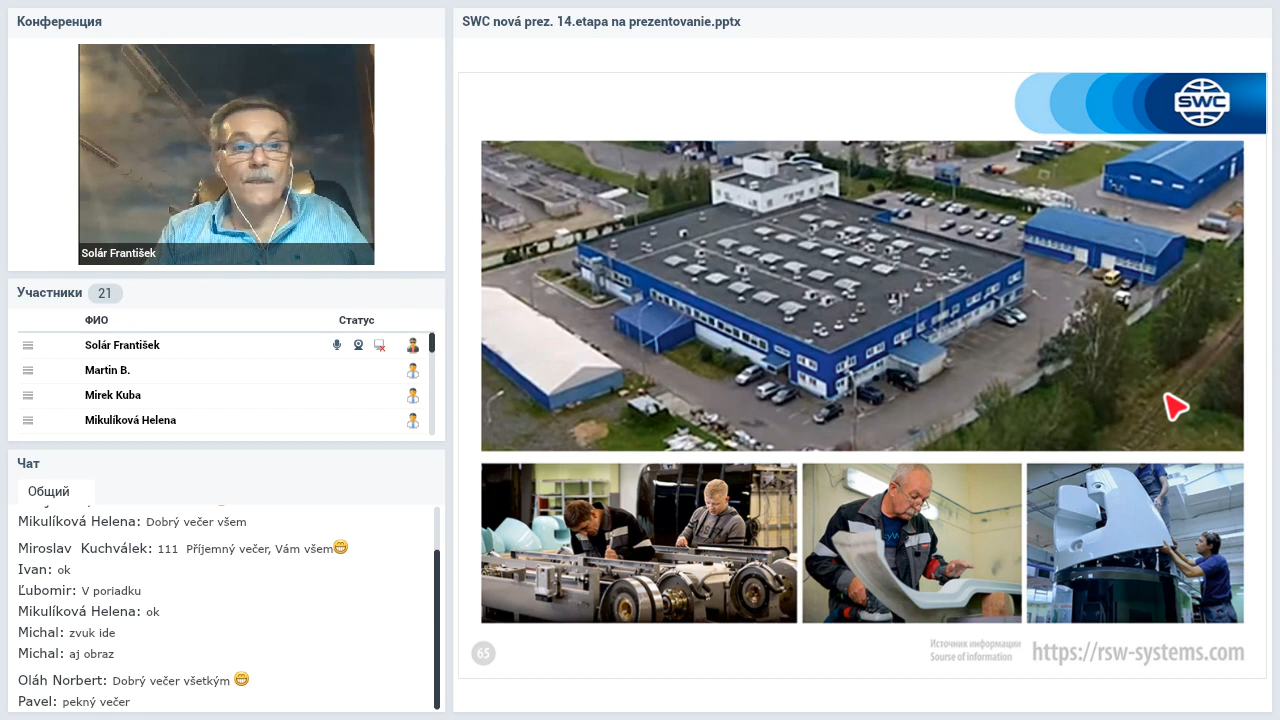 Конференция
Solár František
Участники 21
ФИО Статус
Solár František
Martin B.
Mirek Kuba
Mikulíková Helena
Чат
Общий
Mikulíková Helena: Dobrý večer všem
Miroslav Kuchválek: 111 Příjemný večer, Vám všem
Ivan: ok
Ľubomir: V poriadku
Mikulíková Helena: ok
Michal: zvuk ide
Michal: aj obraz
Oláh Norbert: Dobrý večer všetkým
Pavel: pekný večer
SWC nová prez. 14.etapa na prezentovanie.pptx
SWC
65
Источник информации
Sourse of information
https://rsw-systems.com